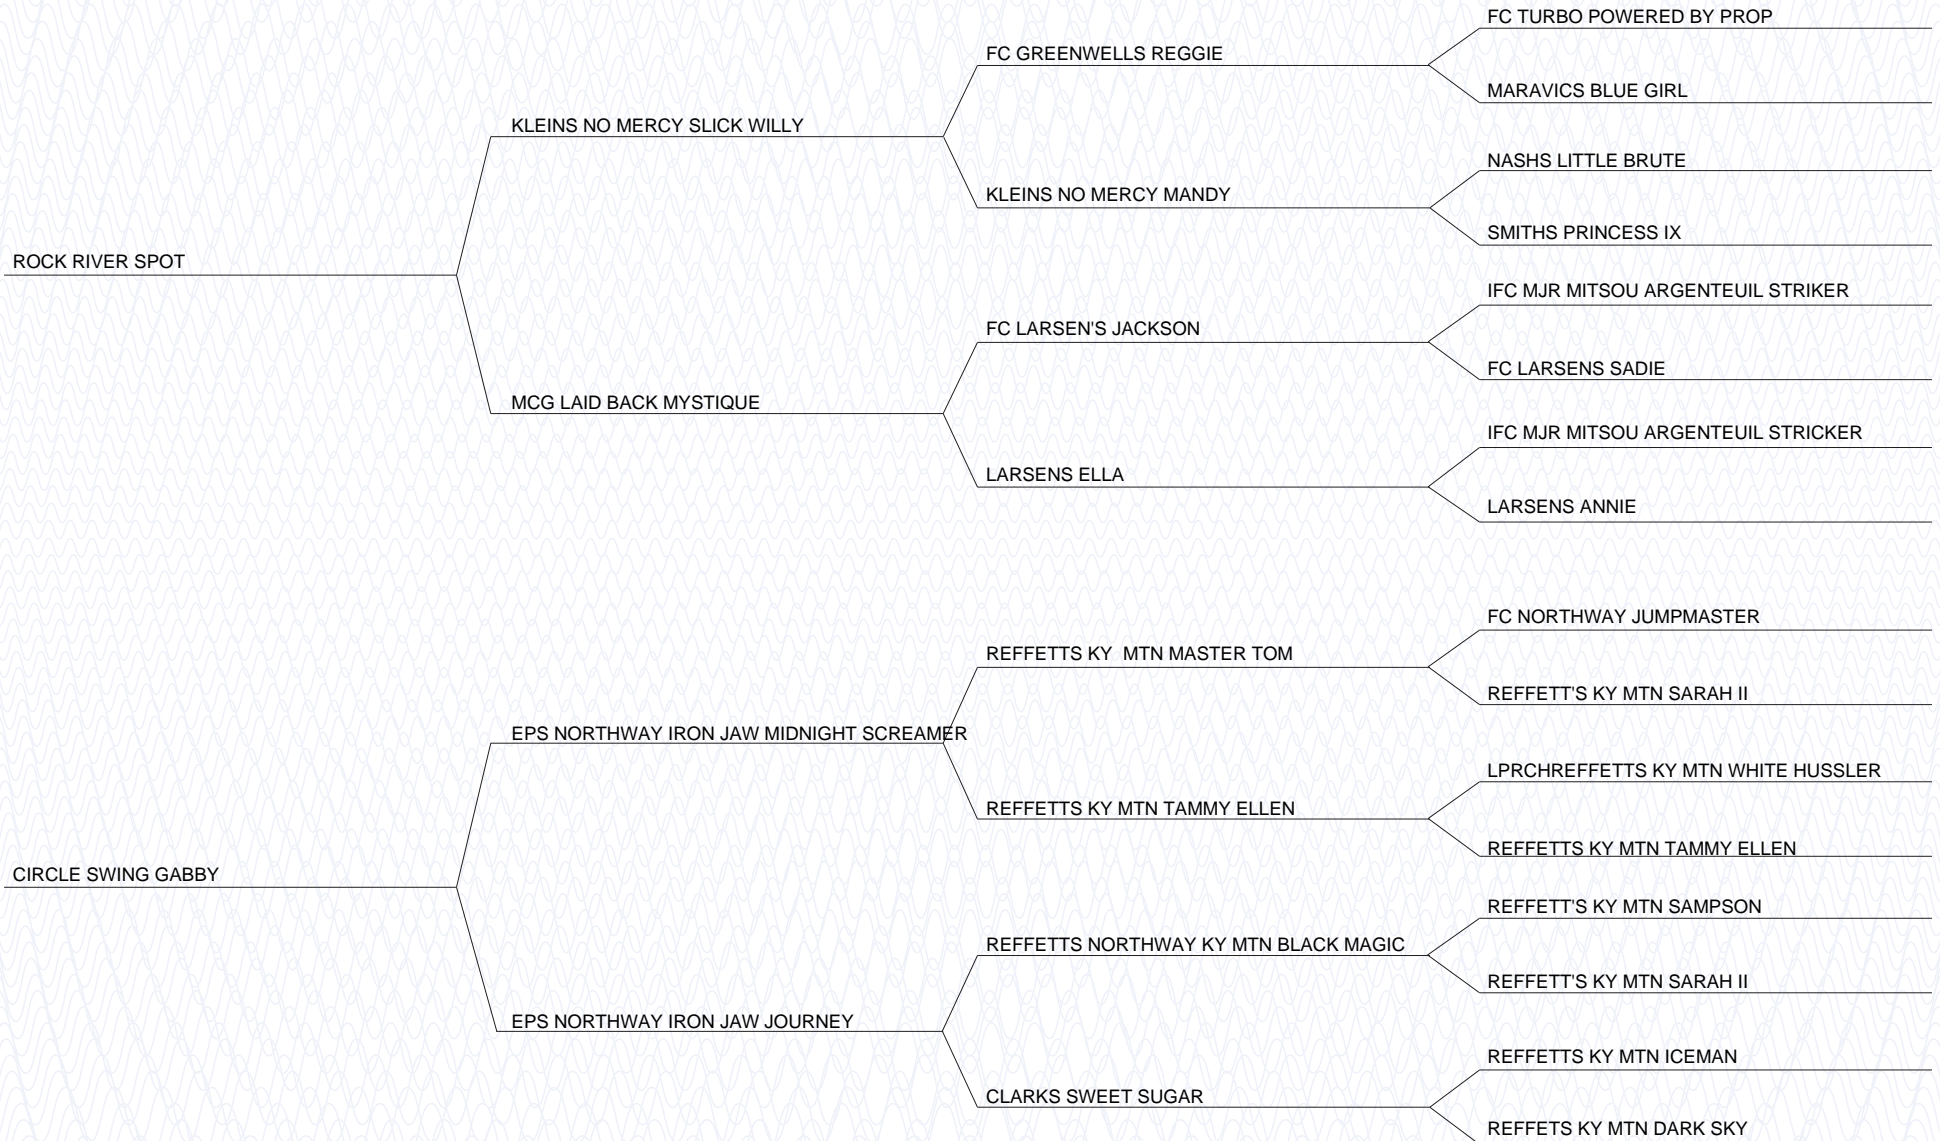 FC TURBO POWERED BY PROP
FC GREENWELLS REGGIE
MARAVICS BLUE GIRL
KLEINS NO MERCY SLICK WILLY
NASHS LITTLE BRUTE
KLEINS NO MERCY MANDY
SMITHS PRINCESS IX
ROCK RIVER SPOT
IFC MJR MITSOU ARGENTEUIL STRIKER
FC LARSEN'S JACKSON
FC LARSENS SADIE
MCG LAID BACK MYSTIQUE
IFC MJR MITSOU ARGENTEUIL STRICKER
LARSENS ELLA
LARSENS ANNIE
FC NORTHWAY JUMPMASTER
REFFETTS KY  MTN MASTER TOM
REFFETT'S KY MTN SARAH II
EPS NORTHWAY IRON JAW MIDNIGHT SCREAMER
LPRCHREFFETTS KY MTN WHITE HUSSLER
REFFETTS KY MTN TAMMY ELLEN
REFFETTS KY MTN TAMMY ELLEN
CIRCLE SWING GABBY
REFFETT'S KY MTN SAMPSON
REFFETTS NORTHWAY KY MTN BLACK MAGIC
REFFETT'S KY MTN SARAH II
EPS NORTHWAY IRON JAW JOURNEY
REFFETTS KY MTN ICEMAN
CLARKS SWEET SUGAR
REFFETS KY MTN DARK SKY